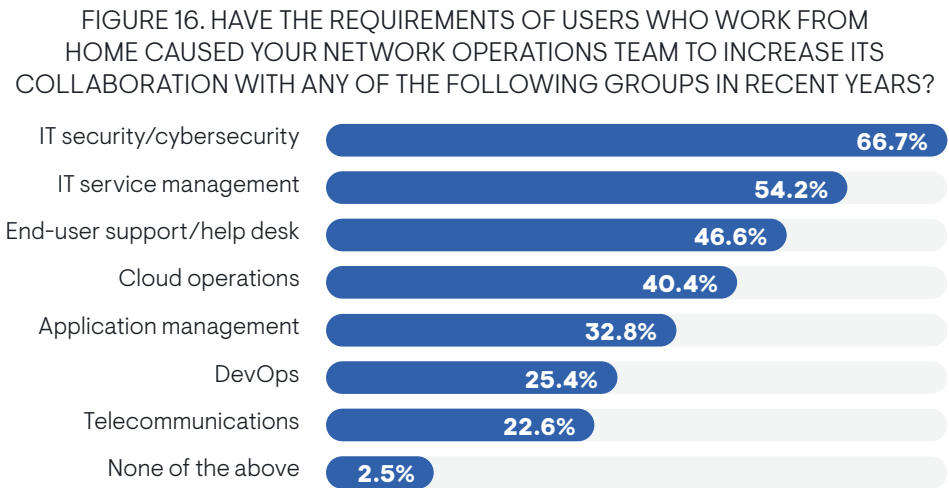 FIGURE 16. HAVE THE REQUIREMENTS OF USERS WHO WORK FROM
HOME CAUSED YOUR NETWORK OPERATIONS TEAM TO INCREASE ITS
COLLABORATION WITH ANY OF THE FOLLOWING GROUPS IN RECENT YEARS?
IT security/cybersecurity 66.7%
IT service management 54.2%
End-user support/help desk 46.6%
Cloud operations 40.4%
Application management 32.8%
DevOps 25.4%
Telecommunications 22.6%
None of the above 2.5%